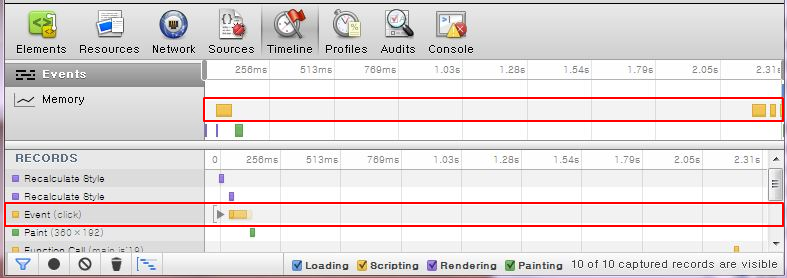 Elements Resources Network Sources Timeline Profiles Audits Console
Events 256ms 513ms 769ms 1.03s 1.28s 1.54s 1.79s 2.05s 2.31s
Memory
RECORDS 0 256ms 513ms 769ms 1.03s 1.28s 1.54s 1.79s 2.05s 2.31s
Recalculate Style
Recalculate Style
Event (click)
Paint (360×192)
Function Call (main.js:19)
Loading Scripting Rendering Painting 10 of 10 captured records are visible